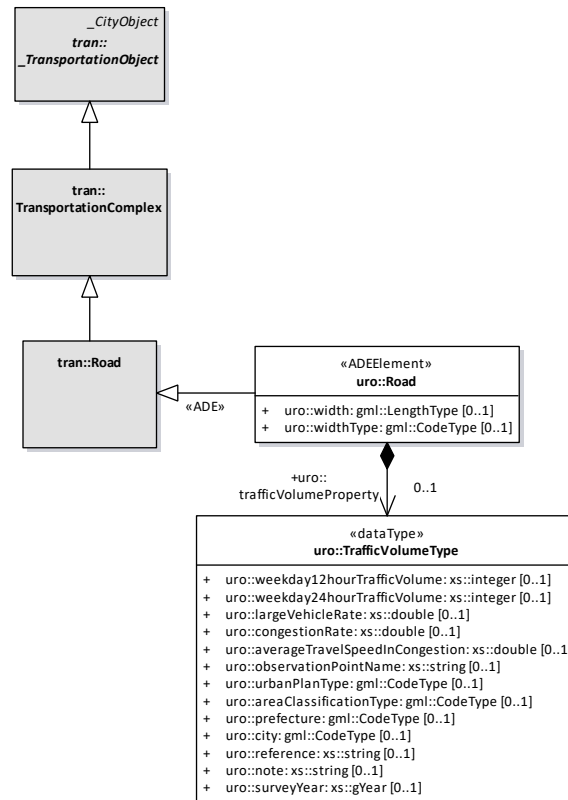 _CityObject
tran::
_TransportationObject
tran::
TransportationComplex
tran::Road
«ADE»
«ADEElement»
uro::Road
+ uro::width: gml::LengthType [0..1]
+ uro::widthType: gml::CodeType [0..1]
+uro::
trafficVolumeProperty
0..1
«dataType»
uro::TrafficVolumeType
+ uro::weekday12hourTrafficVolume: xs::integer [0..1]
+ uro::weekday24hourTrafficVolume: xs::integer [0..1]
+ uro::largeVehicleRate: xs::double [0..1]
+ uro::congestionRate: xs::double [0..1]
+ uro::averageTravelSpeedInCongestion: xs::double [0..1
+ uro::observationPointName: xs::string [0..1]
+ uro::urbanPlanType: gml::CodeType [0..1]
+ uro::areaClassificationType: gml::CodeType [0..1]
+ uro::prefecture: gml::CodeType [0..1]
+ uro::city: gml::CodeType [0..1]
+ uro::reference: xs::string [0..1]
+ uro::note: xs::string [0..1]
+ uro::surveyYear: xs::gYear [0..1]